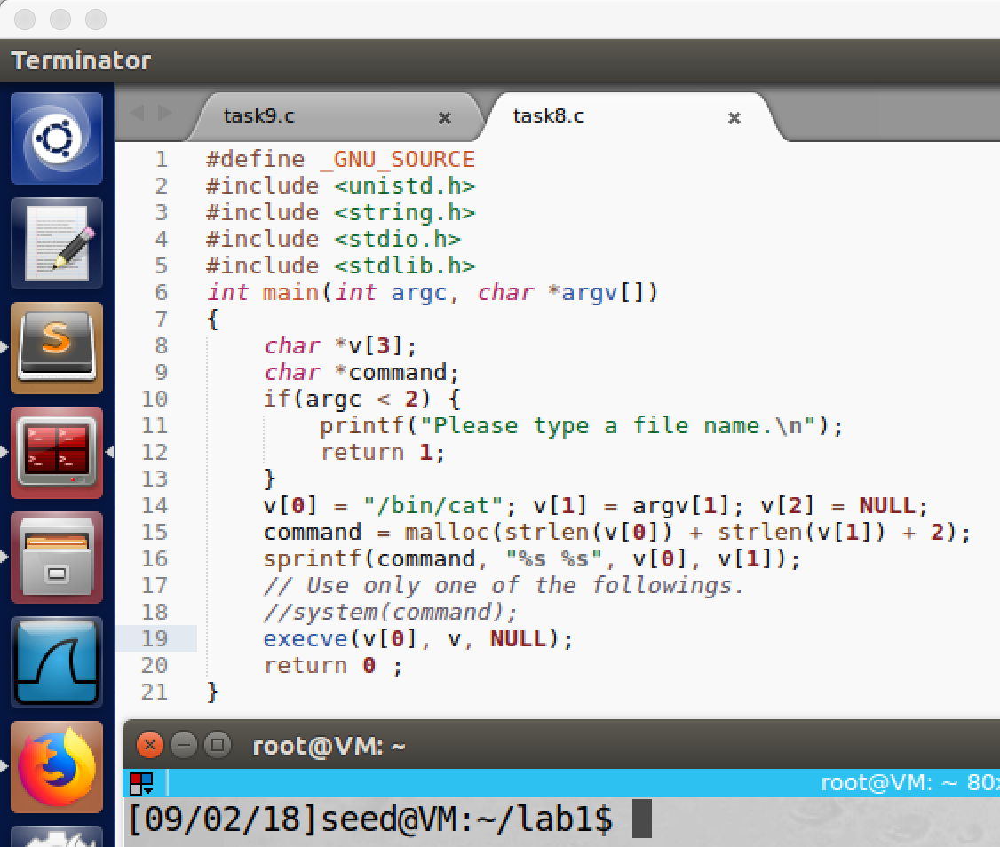 Terminator
task9.c × task8.c ×
1 #define _GNU_SOURCE
2 #include <unistd.h>
3 #include <string.h>
4 #include <stdio.h>
5 #include <stdlib.h>
6 int main(int argc, char *argv[])
7 {
8     char *v[3];
9     char *command;
10     if(argc < 2) {
11         printf("Please type a file name.\n");
12         return 1;
13     }
14     v[0] = "/bin/cat"; v[1] = argv[1]; v[2] = NULL;
15     command = malloc(strlen(v[0]) + strlen(v[1]) + 2);
16     sprintf(command, "%s %s", v[0], v[1]);
17     // Use only one of the followings.
18     //system(command);
19     execve(v[0], v, NULL);
20     return 0 ;
21 }
root@VM: ~
root@VM: ~ 80x
[09/02/18]seed@VM:~/lab1$